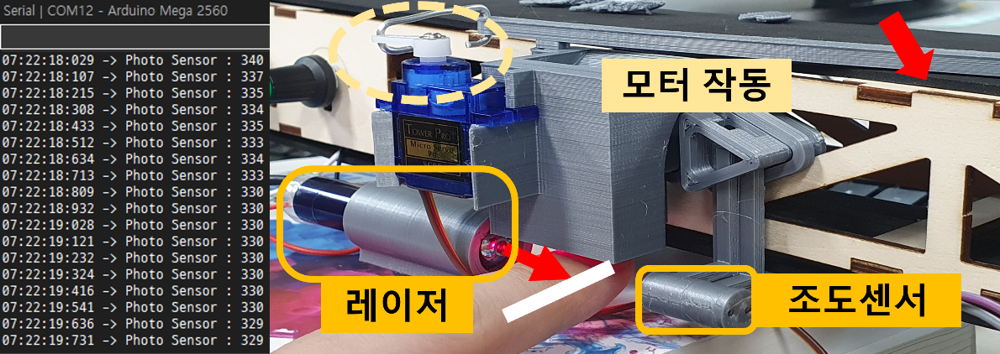 Serial | COM12 - Arduino Mega 2560
07:22:18:029 -> Photo Sensor : 340
07:22:18:107 -> Photo Sensor : 337
07:22:18:215 -> Photo Sensor : 335
07:22:18:308 -> Photo Sensor : 334
07:22:18:433 -> Photo Sensor : 335
07:22:18:512 -> Photo Sensor : 333
07:22:18:634 -> Photo Sensor : 334
07:22:18:713 -> Photo Sensor : 333
07:22:18:809 -> Photo Sensor : 330
07:22:18:932 -> Photo Sensor : 330
07:22:19:028 -> Photo Sensor : 330
07:22:19:121 -> Photo Sensor : 330
07:22:19:232 -> Photo Sensor : 330
07:22:19:324 -> Photo Sensor : 330
07:22:19:416 -> Photo Sensor : 330
07:22:19:541 -> Photo Sensor : 330
07:22:19:636 -> Photo Sensor : 329
07:22:19:731 -> Photo Sensor : 329
모터 작동
TOWER PRO
Micro Servo
9g
레이저
조도센서